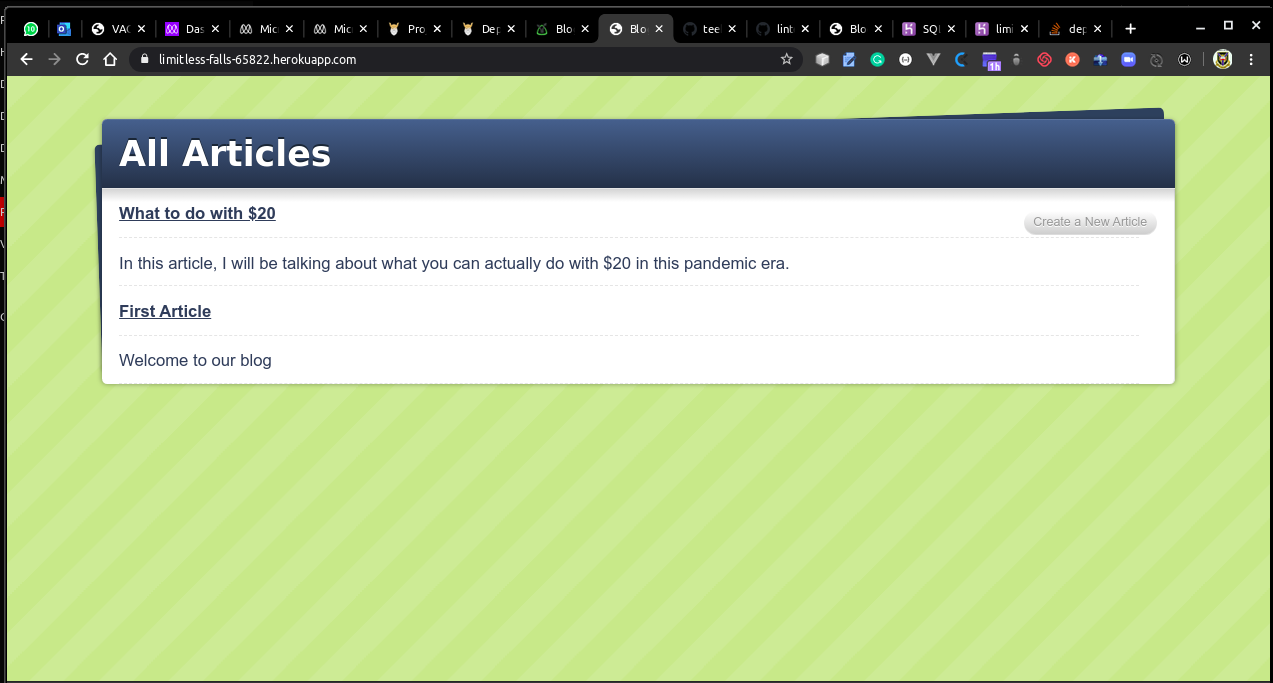 VAC
Das
Mic
Mic
Pro
Dep
Blo
Blo
teel
lint
Blo
SQL
limi
dep
limitless-falls-65822.herokuapp.com
1h
All Articles
What to do with $20
Create a New Article
In this article, I will be talking about what you can actually do with $20 in this pandemic era.
First Article
Welcome to our blog